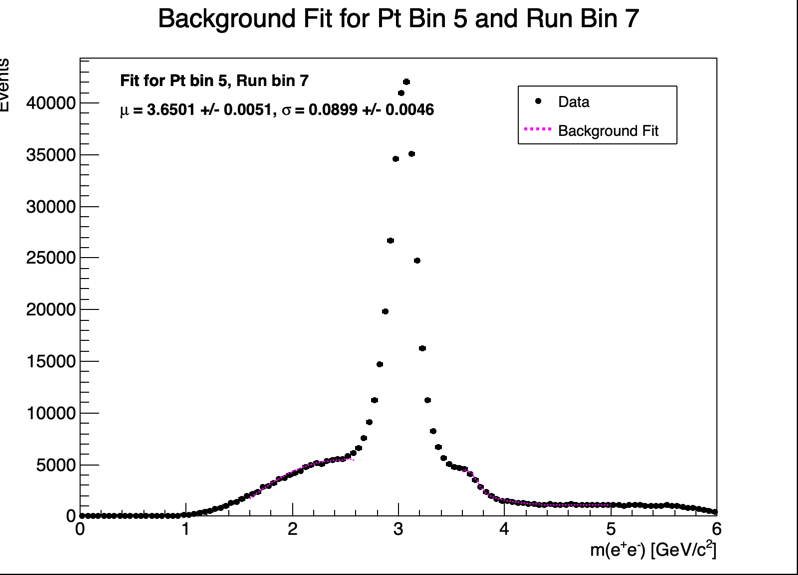 Background Fit for Pt Bin 5 and Run Bin 7
Events
Fit for Pt bin 5, Run bin 7
μ = 3.6501 +/- 0.0051, σ = 0.0899 +/- 0.0046
Data
Background Fit
40000
35000
30000
25000
20000
15000
10000
5000
0
0 1 2 3 4 5 6
m(e⁺e⁻) [GeV/c²]